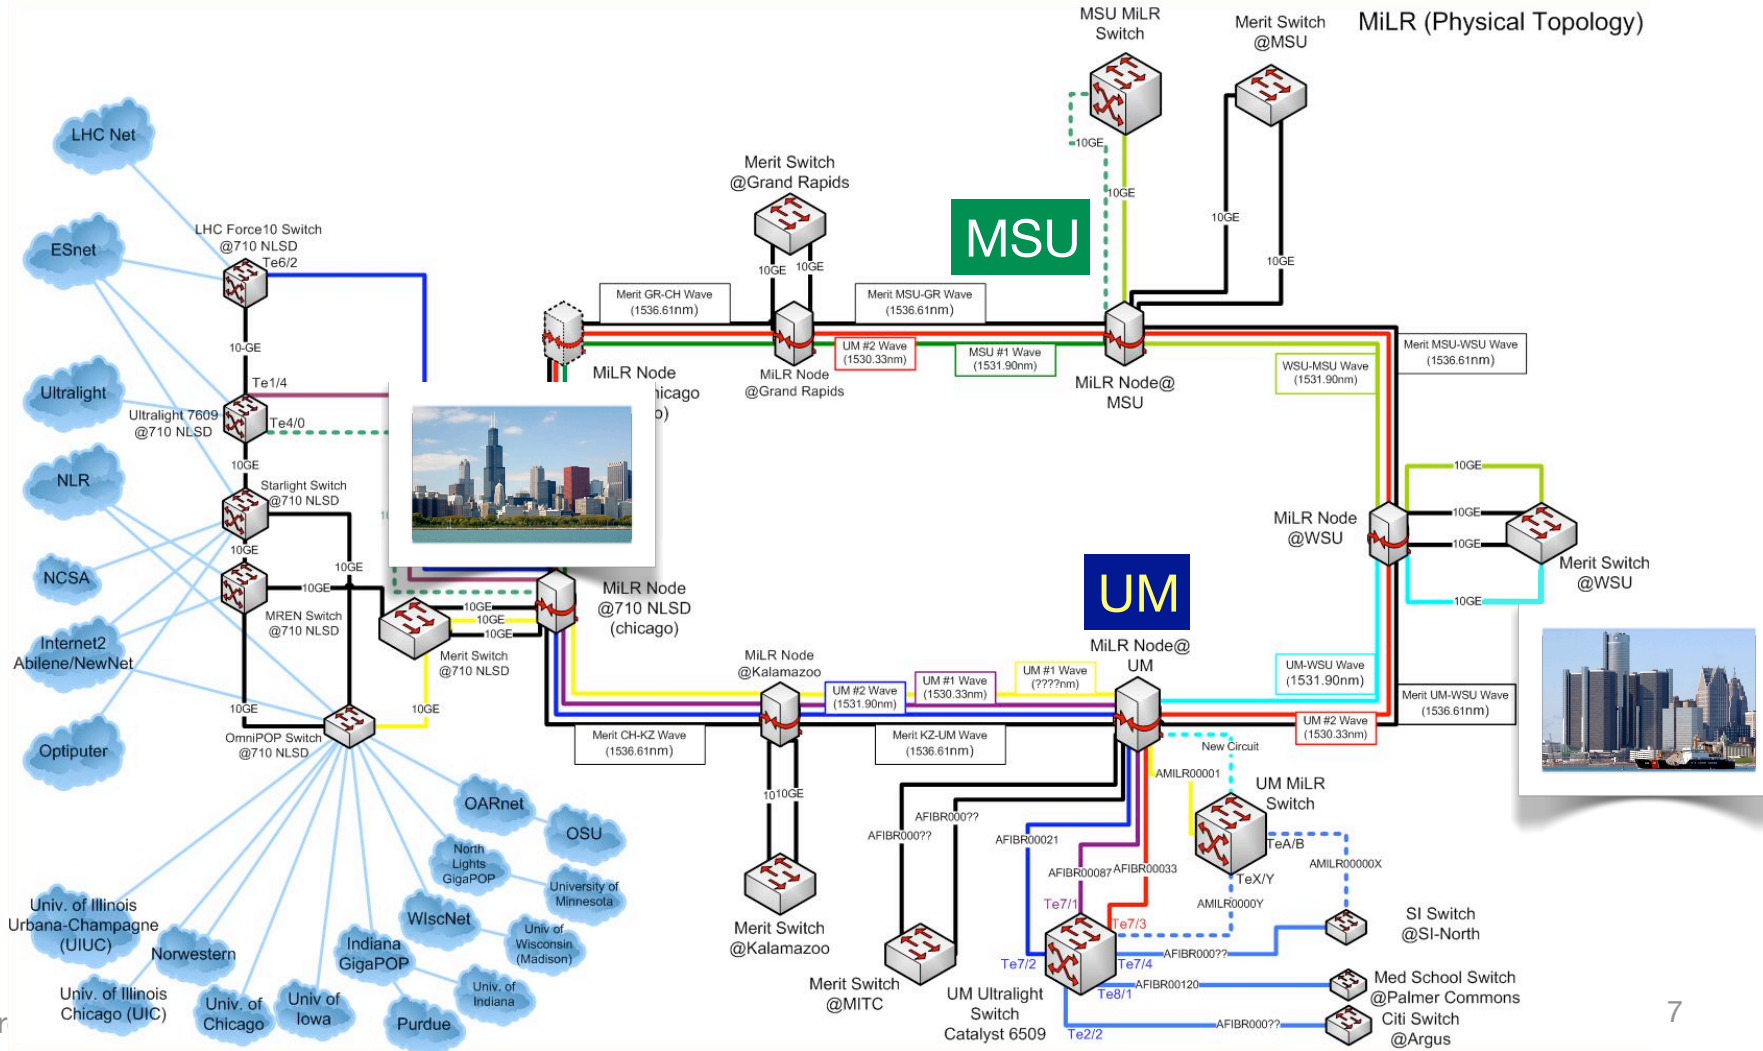 MiLR (Physical Topology)
MSU MiLR
Switch
Merit Switch
@MSU
LHC Net
ESnet
Ultralight
NLR
NCSA
Internet2
Abilene/NewNet
Optiputer
LHC Force10 Switch
@710 NLSD
Te6/2
10-GE
Te1/4
Ultralight 7609
@710 NLSD
Te4/0
10GE
Starlight Switch
@710 NLSD
10GE
10GE
10GE
MREN Switch
@710 NLSD
10GE
OmniPOP Switch
@710 NLSD
10GE
10GE
10GE
10GE
Merit Switch
@710 NLSD
MiLR Node
@710 NLSD
(chicago)
MiLR Node
hicago
o)
10
Merit Switch
@Grand Rapids
10GE
10GE
Merit GR-CH Wave
(1536.61nm)
Merit MSU-GR Wave
(1536.61nm)
UM #2 Wave
(1530.33nm)
MSU #1 Wave
(1531.90nm)
MiLR Node
@Grand Rapids
MSU
10GE
10GE
10GE
10GE
MiLR Node@
MSU
WSU-MSU Wave
(1531.90nm)
Merit MSU-WSU Wave
(1536.61nm)
MiLR Node
@WSU
10GE
10GE
10GE
10GE
Merit Switch
@WSU
UM
MiLR Node@
UM
UM-WSU Wave
(1531.90nm)
Merit UM-WSU Wave
(1536.61nm)
UM #2 Wave
(1530.33nm)
MiLR Node
@Kalamazoo
UM #2 Wave
(1531.90nm)
UM #1 Wave
(1530.33nm)
UM #1 Wave
(????nm)
Merit CH-KZ Wave
(1536.61nm)
Merit KZ-UM Wave
(1536.61nm)
10
10GE
Merit Switch
@Kalamazoo
New Circuit
AMILR00001
UM MiLR
Switch
TeA/B
TeX/Y
AMILR00000X
AMILR0000Y
AFIBR000??
AFIBR000??
AFIBR00021
AFIBR00087
AFIBR00033
Te7/1
Te7/3
Te7/2
Te7/4
Te8/1
Te2/2
AFIBR000??
AFIBR00120
AFIBR000??
Merit Switch
@MITC
UM Ultralight
Switch
Catalyst 6509
SI Switch
@SI-North
Med School Switch
@Palmer Commons
Citi Switch
@Argus
OARnet
OSU
North
Lights
GigaPOP
University of
Minnesota
WIscNet
Univ of
Wisconsin
(Madison)
Indiana
GigaPOP
Univ. of
Indiana
Purdue
Univ of
Iowa
Univ. of
Chicago
Norwestern
Univ. of Illinois
Chicago (UIC)
Univ. of Illinois
Urbana-Champagne
(UIUC)
7